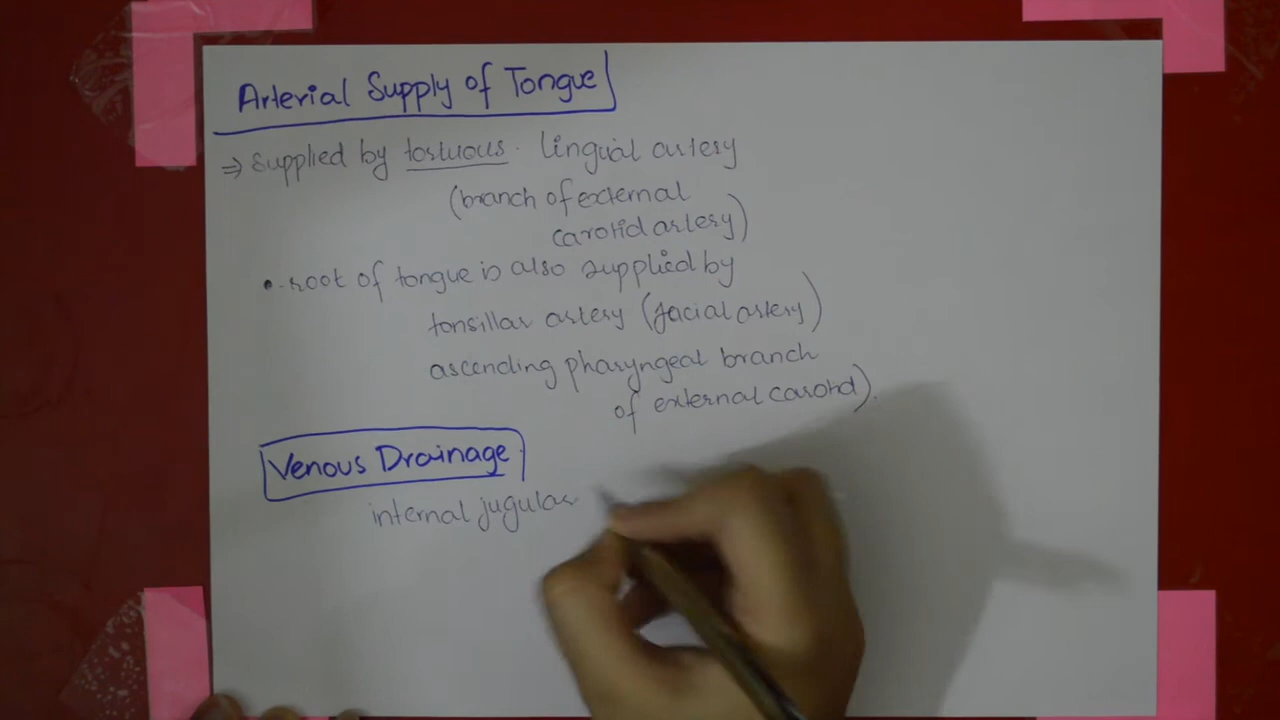 Arterial Supply of Tongue
⇒ Supplied by tortuous. lingual artery
(branch of external
carotid artery)
• root of tongue is also supplied by
tonsillar artery (facial artery)
ascending pharyngeal branch
of external carotid).
Venous Drainage
internal jugular